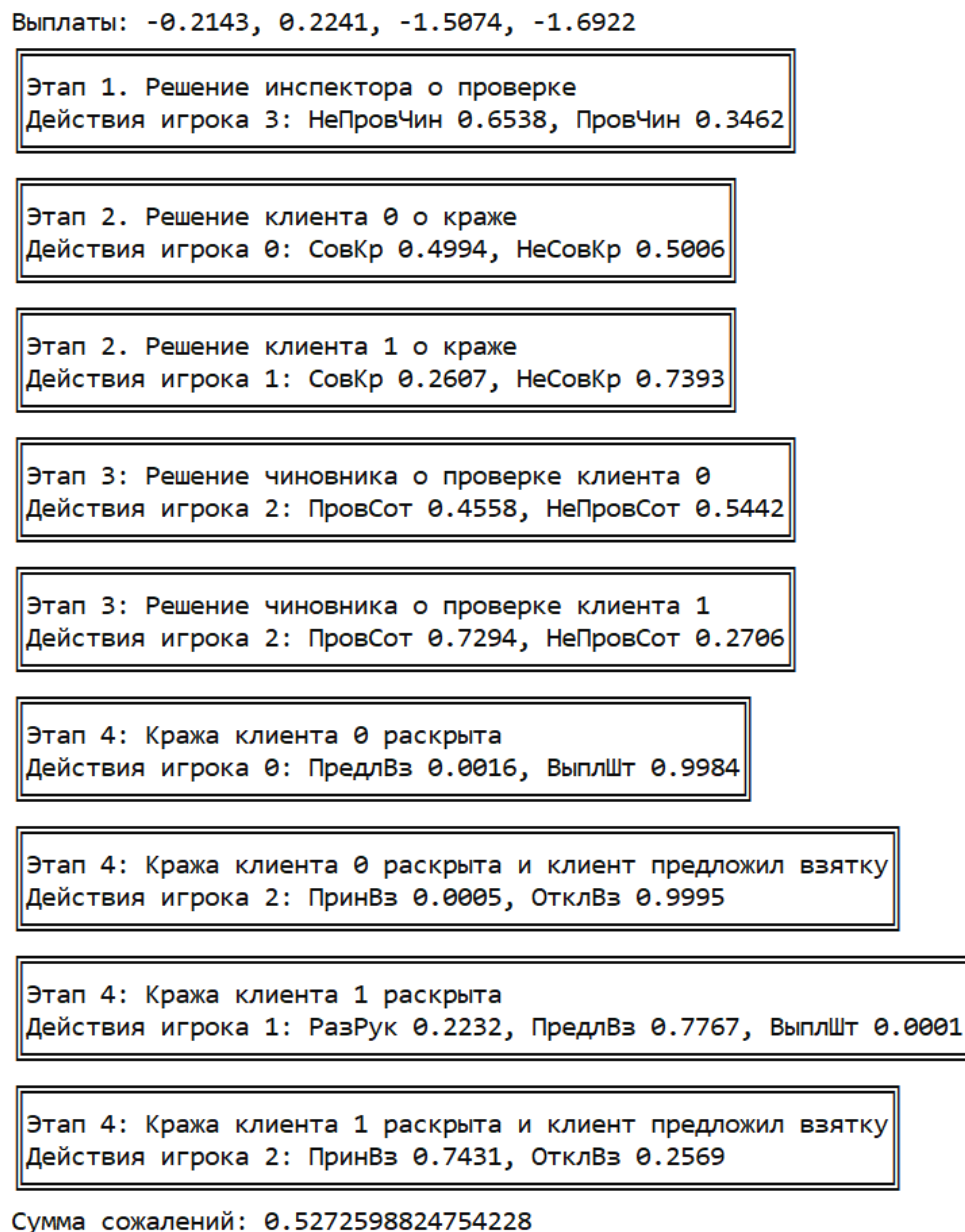 Выплаты: -0.2143, 0.2241, -1.5074, -1.6922
Этап 1. Решение инспектора о проверке
Действия игрока 3: НеПровЧин 0.6538, ПровЧин 0.3462
Этап 2. Решение клиента 0 о краже
Действия игрока 0: СовКр 0.4994, НеСовКр 0.5006
Этап 2. Решение клиента 1 о краже
Действия игрока 1: СовКр 0.2607, НеСовКр 0.7393
Этап 3: Решение чиновника о проверке клиента 0
Действия игрока 2: ПровСот 0.4558, НеПровСот 0.5442
Этап 3: Решение чиновника о проверке клиента 1
Действия игрока 2: ПровСот 0.7294, НеПровСот 0.2706
Этап 4: Кража клиента 0 раскрыта
Действия игрока 0: ПредлВз 0.0016, ВыплШт 0.9984
Этап 4: Кража клиента 0 раскрыта и клиент предложил взятку
Действия игрока 2: ПринВз 0.0005, ОтклВз 0.9995
Этап 4: Кража клиента 1 раскрыта
Действия игрока 1: РазРук 0.2232, ПредлВз 0.7767, ВыплШт 0.0001
Этап 4: Кража клиента 1 раскрыта и клиент предложил взятку
Действия игрока 2: ПринВз 0.7431, ОтклВз 0.2569
Сумма сожалений: 0.5272598824754228